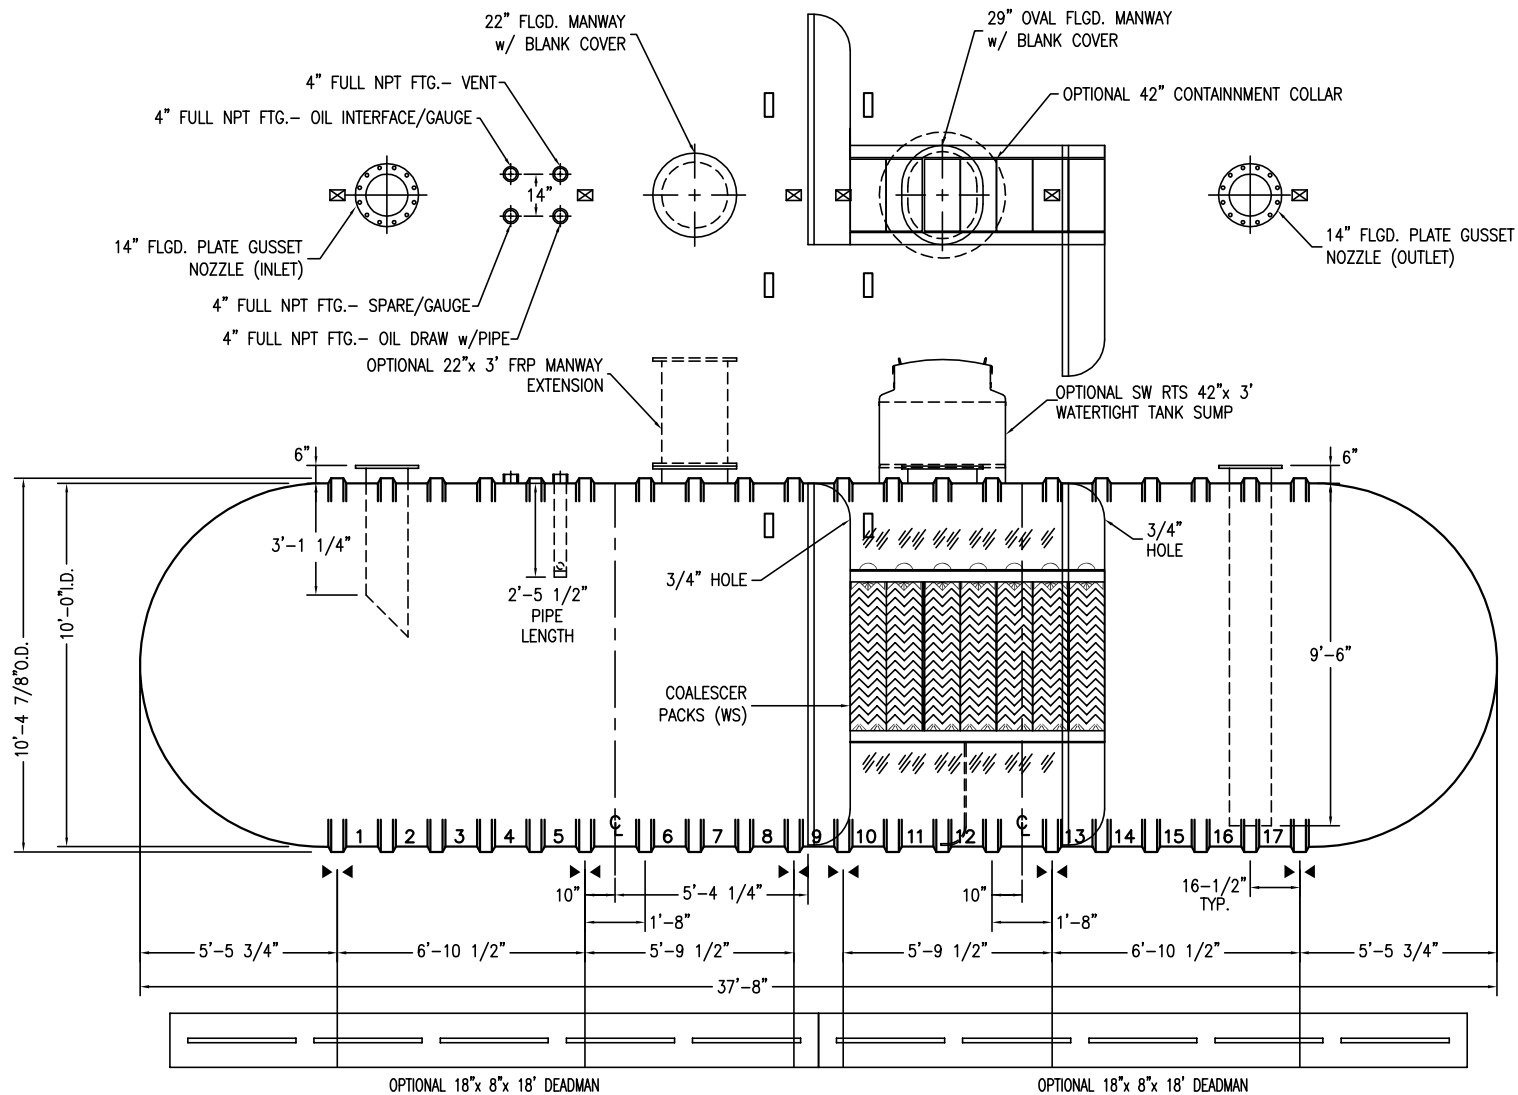 22" FLGD. MANWAY
w/ BLANK COVER
29" OVAL FLGD. MANWAY
w/ BLANK COVER
4" FULL NPT FTG.- VENT
OPTIONAL 42" CONTAINNMENT COLLAR
4" FULL NPT FTG.- OIL INTERFACE/GAUGE
14"
14" FLGD. PLATE GUSSET
NOZZLE (INLET)
14" FLGD. PLATE GUSSET
NOZZLE (OUTLET)
4" FULL NPT FTG.- SPARE/GAUGE
4" FULL NPT FTG.- OIL DRAW w/PIPE
OPTIONAL 22"x 3' FRP MANWAY
EXTENSION
OPTIONAL SW RTS 42"x 3'
WATERTIGHT TANK SUMP
6"
6"
3'-1 1/4"
3/4"
HOLE
3/4" HOLE
2'-5 1/2"
PIPE
LENGTH
10'-0"I.D.
10'-4 7/8"O.D.
9'-6"
COALESCER
PACKS (WS)
CL
CL
1 2 3 4 5 6 7 8 9 10 11 12 13 14 15 16 17
10"
5'-4 1/4"
10"
16-1/2"
TYP.
1'-8"
1'-8"
5'-5 3/4"
6'-10 1/2"
5'-9 1/2"
5'-9 1/2"
6'-10 1/2"
5'-5 3/4"
37'-8"
OPTIONAL 18"x 8"x 18' DEADMAN
OPTIONAL 18"x 8"x 18' DEADMAN